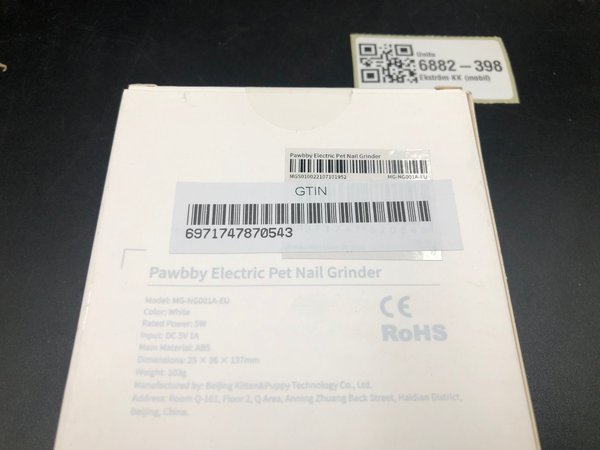 Units
6882-398
Ekström KK (mobil)
Pawbby Electric Pet Nail Grinder
MGS010022107101952 MG-NG001A-EU
GTIN
6971747870543
Pawbby Electric Pet Nail Grinder
Model: MG-NG001A-EU
Color: White
Rated Power: 5W
Input: DC 5V 1A
Main Material: ABS
Dimensions: 25 × 36 × 137mm
Weight: 103g
Manufactured by: Beijing Kitten&Puppy Technology Co., Ltd.
Address: Room Q-101, Floor 2, Q Area, Anning Zhuang Back Street, Haidian District,
Beijing, China.
CE
RoHS